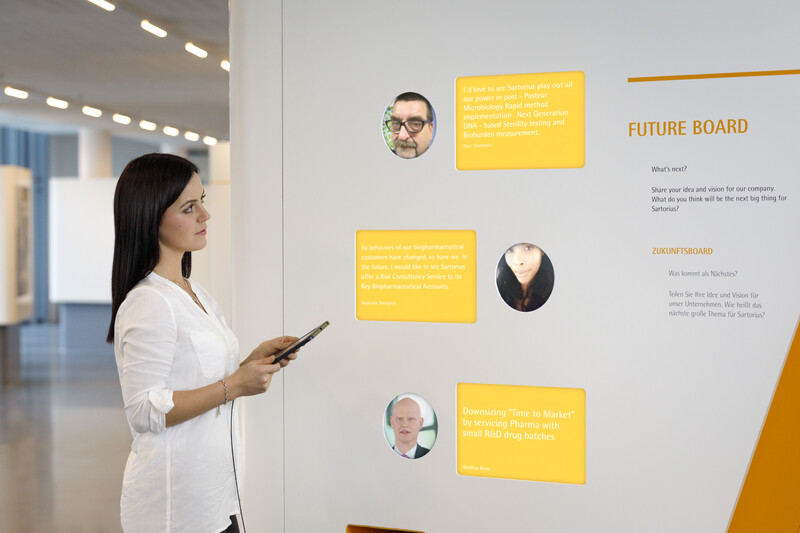 I'd love to see Sartorius play out all
our power in post - Pasteur
Microbiology Rapid method
implementation. Next Generation
DNA - based Sterility testing and
Bioburden measurement.
As behaviors of our biopharmaceutical
customers have changed, so have we. In
the future, I would like to see Sartorius
offer a Risk Consultancy Service to its
Key Biopharmaceutical Accounts.
Downsizing "Time to Market"
by servicing Pharma with
small R&D drug batches
FUTURE BOARD
What's next?
Share your idea and vision for our company.
What do you think will be the next big thing for
Sartorius?
ZUKUNFTSBOARD
Was kommt als Nächstes?
Teilen Sie Ihre Idee und Vision für
unser Unternehmen. Wie heißt das
nächste große Thema für Sartorius?